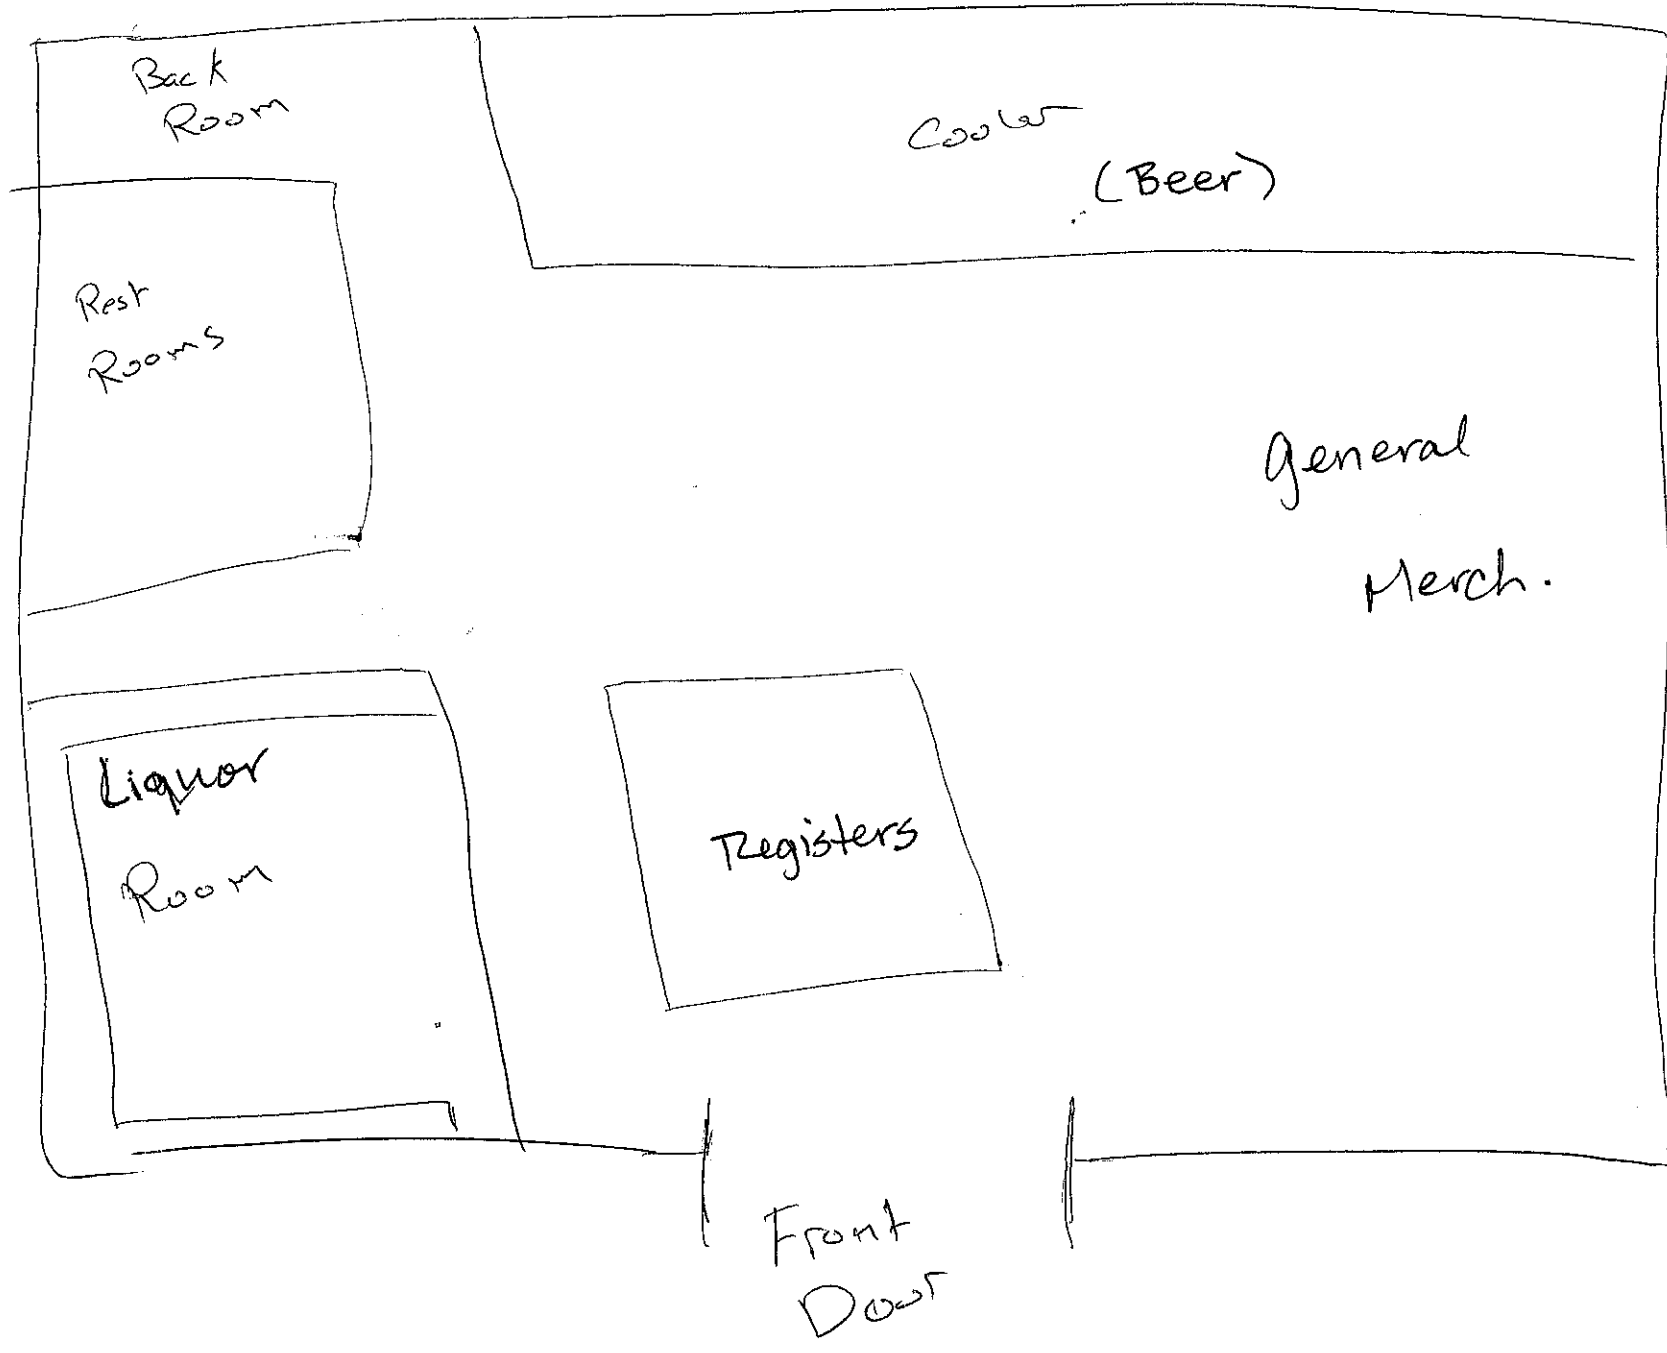 Back
Room
Cooler
(Beer)
Rest
Rooms
General
Merch.
Liquor
Room
Registers
Front
Door